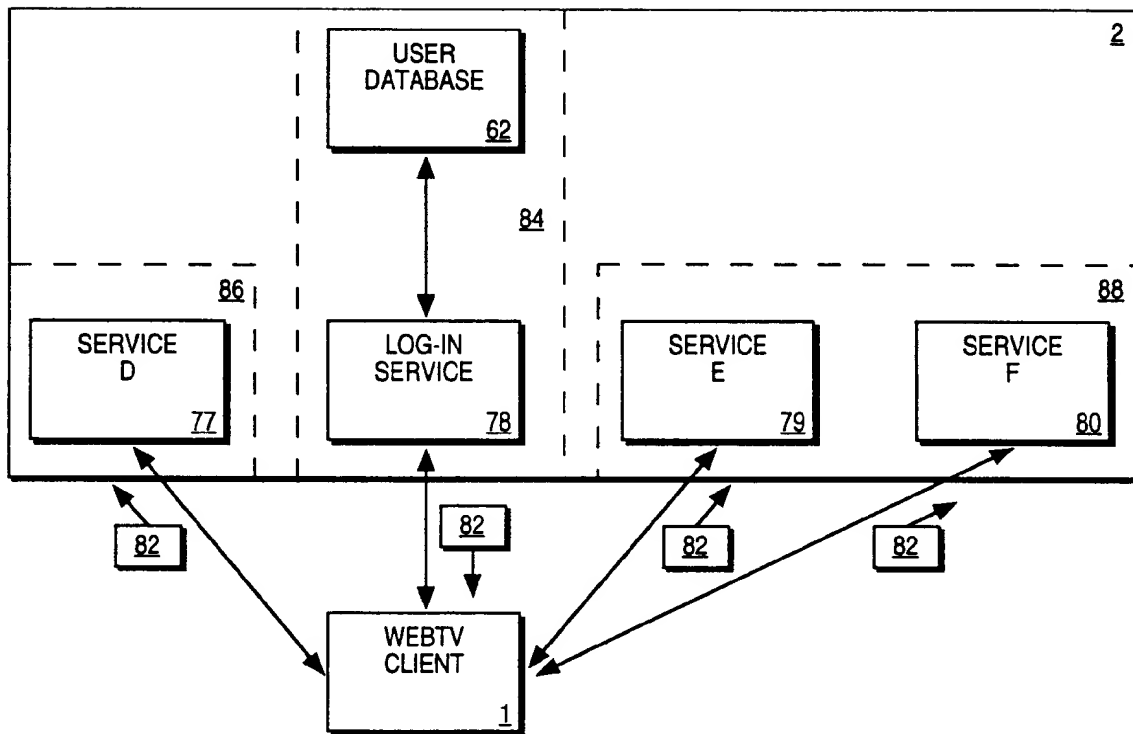 2
USER
DATABASE
62
84
86
88
SERVICE
D
77
LOG-IN
SERVICE
78
SERVICE
E
79
SERVICE
F
80
82
82
82
82
WEBTV
CLIENT
1